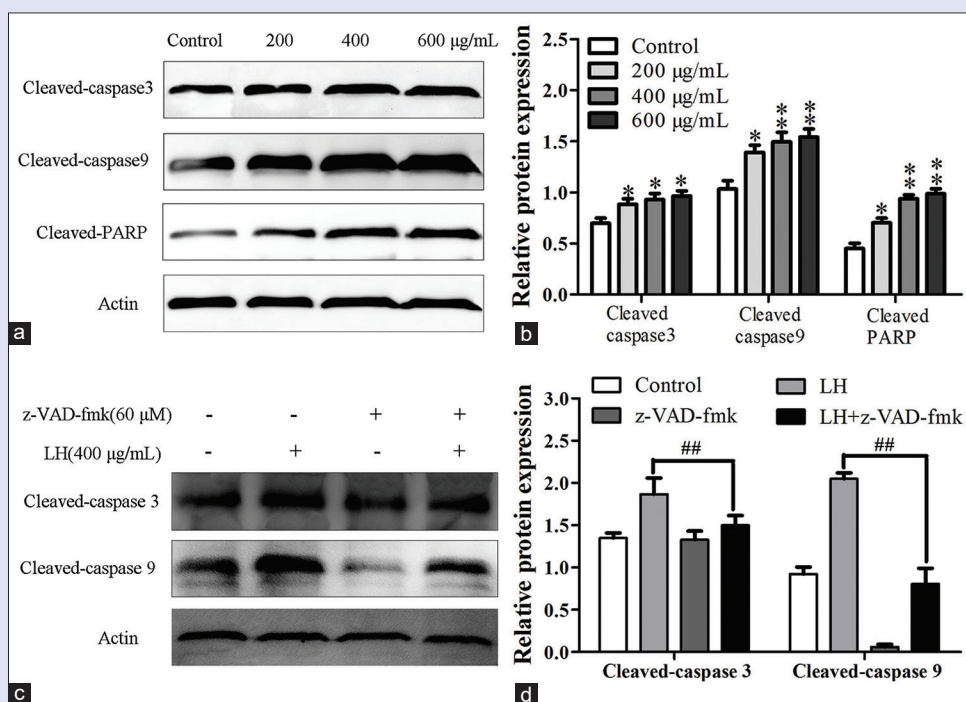 Control 200 400 600 μg/mL
Cleaved-caspase3
Cleaved-caspase9
Cleaved-PARP
Actin
a
Relative protein expression
2.5
2.0
1.5
1.0
0.5
0.0
Control
200 μg/mL
400 μg/mL
600 μg/mL
* * *
* ** **
* ** **
Cleaved
caspase3
Cleaved
caspase9
Cleaved
PARP
b
z-VAD-fmk(60 μM) - - + +
LH(400 μg/mL) - + - +
Cleaved-caspase 3
Cleaved-caspase 9
Actin
c
Relative protein expression
3.0
2.5
2.0
1.5
1.0
0.5
0.0
Control
LH
z-VAD-fmk
LH+z-VAD-fmk
##
##
Cleaved-caspase 3
Cleaved-caspase 9
d